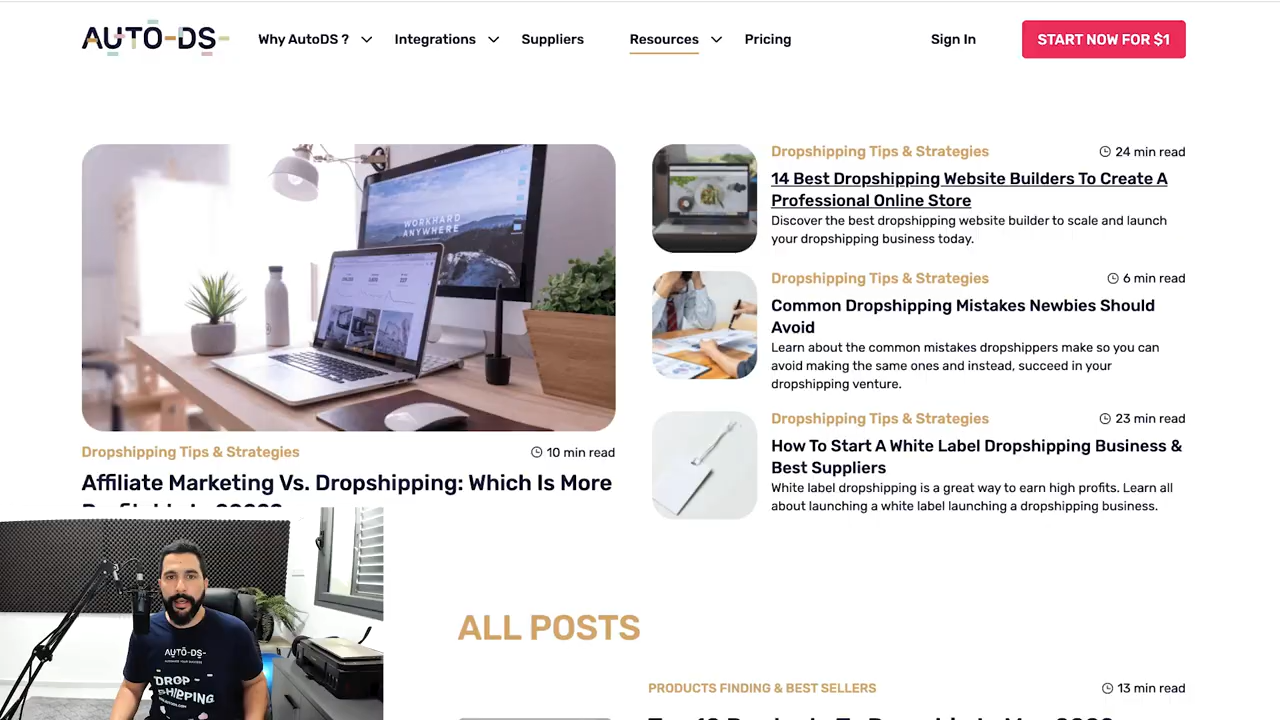 AUTO-DS-
Why AutoDS ?
Integrations
Suppliers
Resources
Pricing
Sign In
START NOW FOR $1
WORKHARD
ANYWHERE
Dropshipping Tips & Strategies
10 min read
Affiliate Marketing Vs. Dropshipping: Which Is More
Dropshipping Tips & Strategies
24 min read
14 Best Dropshipping Website Builders To Create A
Professional Online Store
Discover the best dropshipping website builder to scale and launch
your dropshipping business today.
Dropshipping Tips & Strategies
6 min read
Common Dropshipping Mistakes Newbies Should
Avoid
Learn about the common mistakes dropshippers make so you can
avoid making the same ones and instead, succeed in your
dropshipping venture.
Dropshipping Tips & Strategies
23 min read
How To Start A White Label Dropshipping Business &
Best Suppliers
White label dropshipping is a great way to earn high profits. Learn all
about launching a white label launching a dropshipping business.
AUTO-DS-
DROP
SHIPPING
ALL POSTS
PRODUCTS FINDING & BEST SELLERS
13 min read